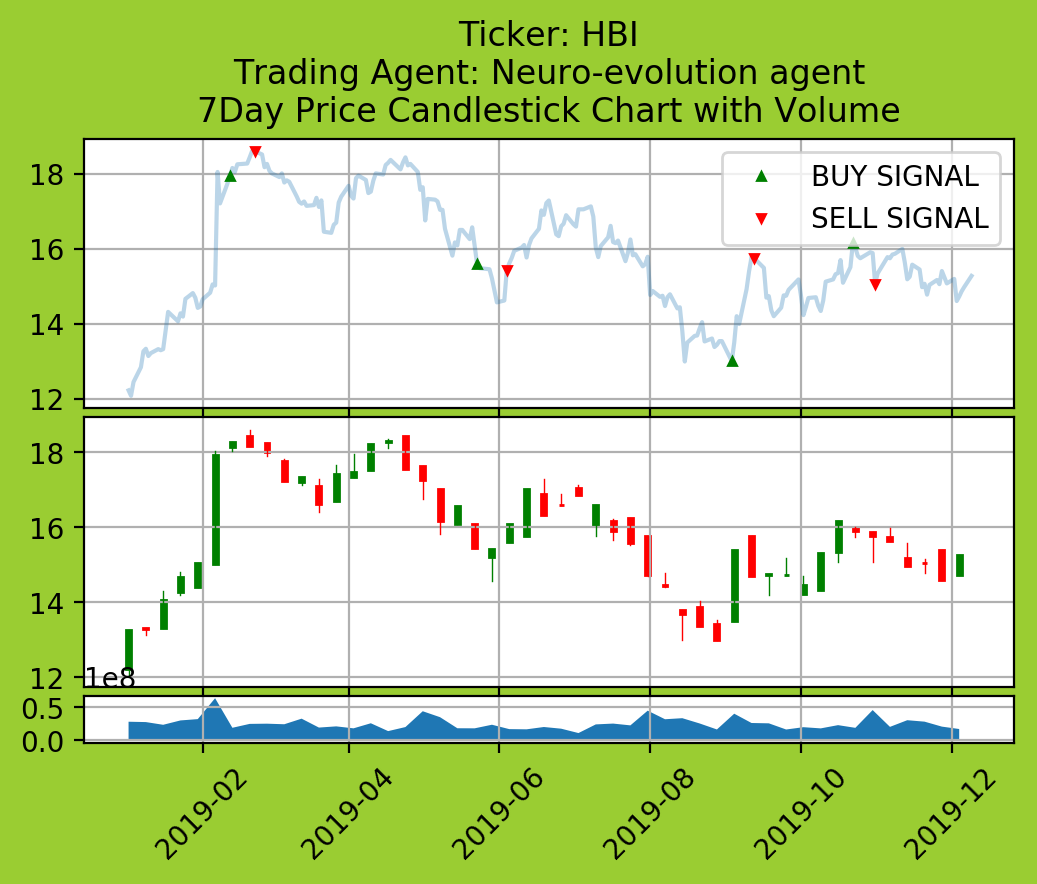 Ticker: HBI
Trading Agent: Neuro-evolution agent
7Day Price Candlestick Chart with Volume
BUY SIGNAL
SELL SIGNAL
18
16
14
12
18
16
14
12
1e8
0.5
0.0
2019-02
2019-04
2019-06
2019-08
2019-10
2019-12